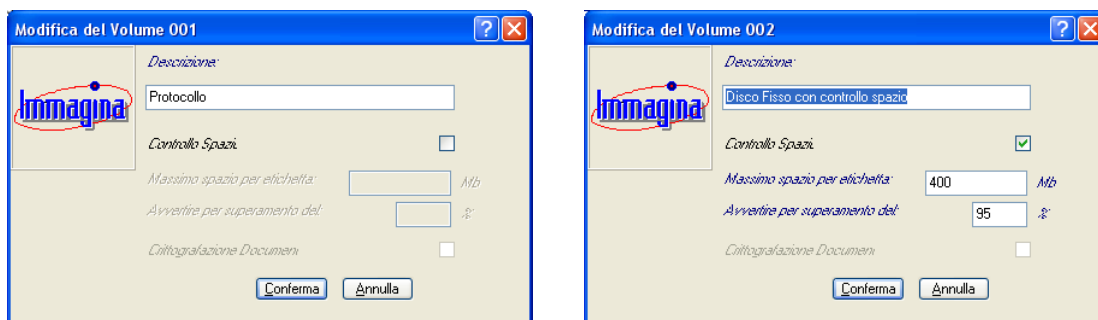 Modifica del Volume 001
Descrizione:
Immagina
Protocollo
Controllo Spazi.
Massimo spazio per etichetta: Mb
Avvertire per superamento del: %
Crittografazione Documeni
Conferma Annulla
Modifica del Volume 002
Descrizione:
Immagina
Disco Fisso con controllo spazio
Controllo Spazi.
Massimo spazio per etichetta: 400 Mb
Avvertire per superamento del: 95 %
Crittografazione Documeni
Conferma Annulla